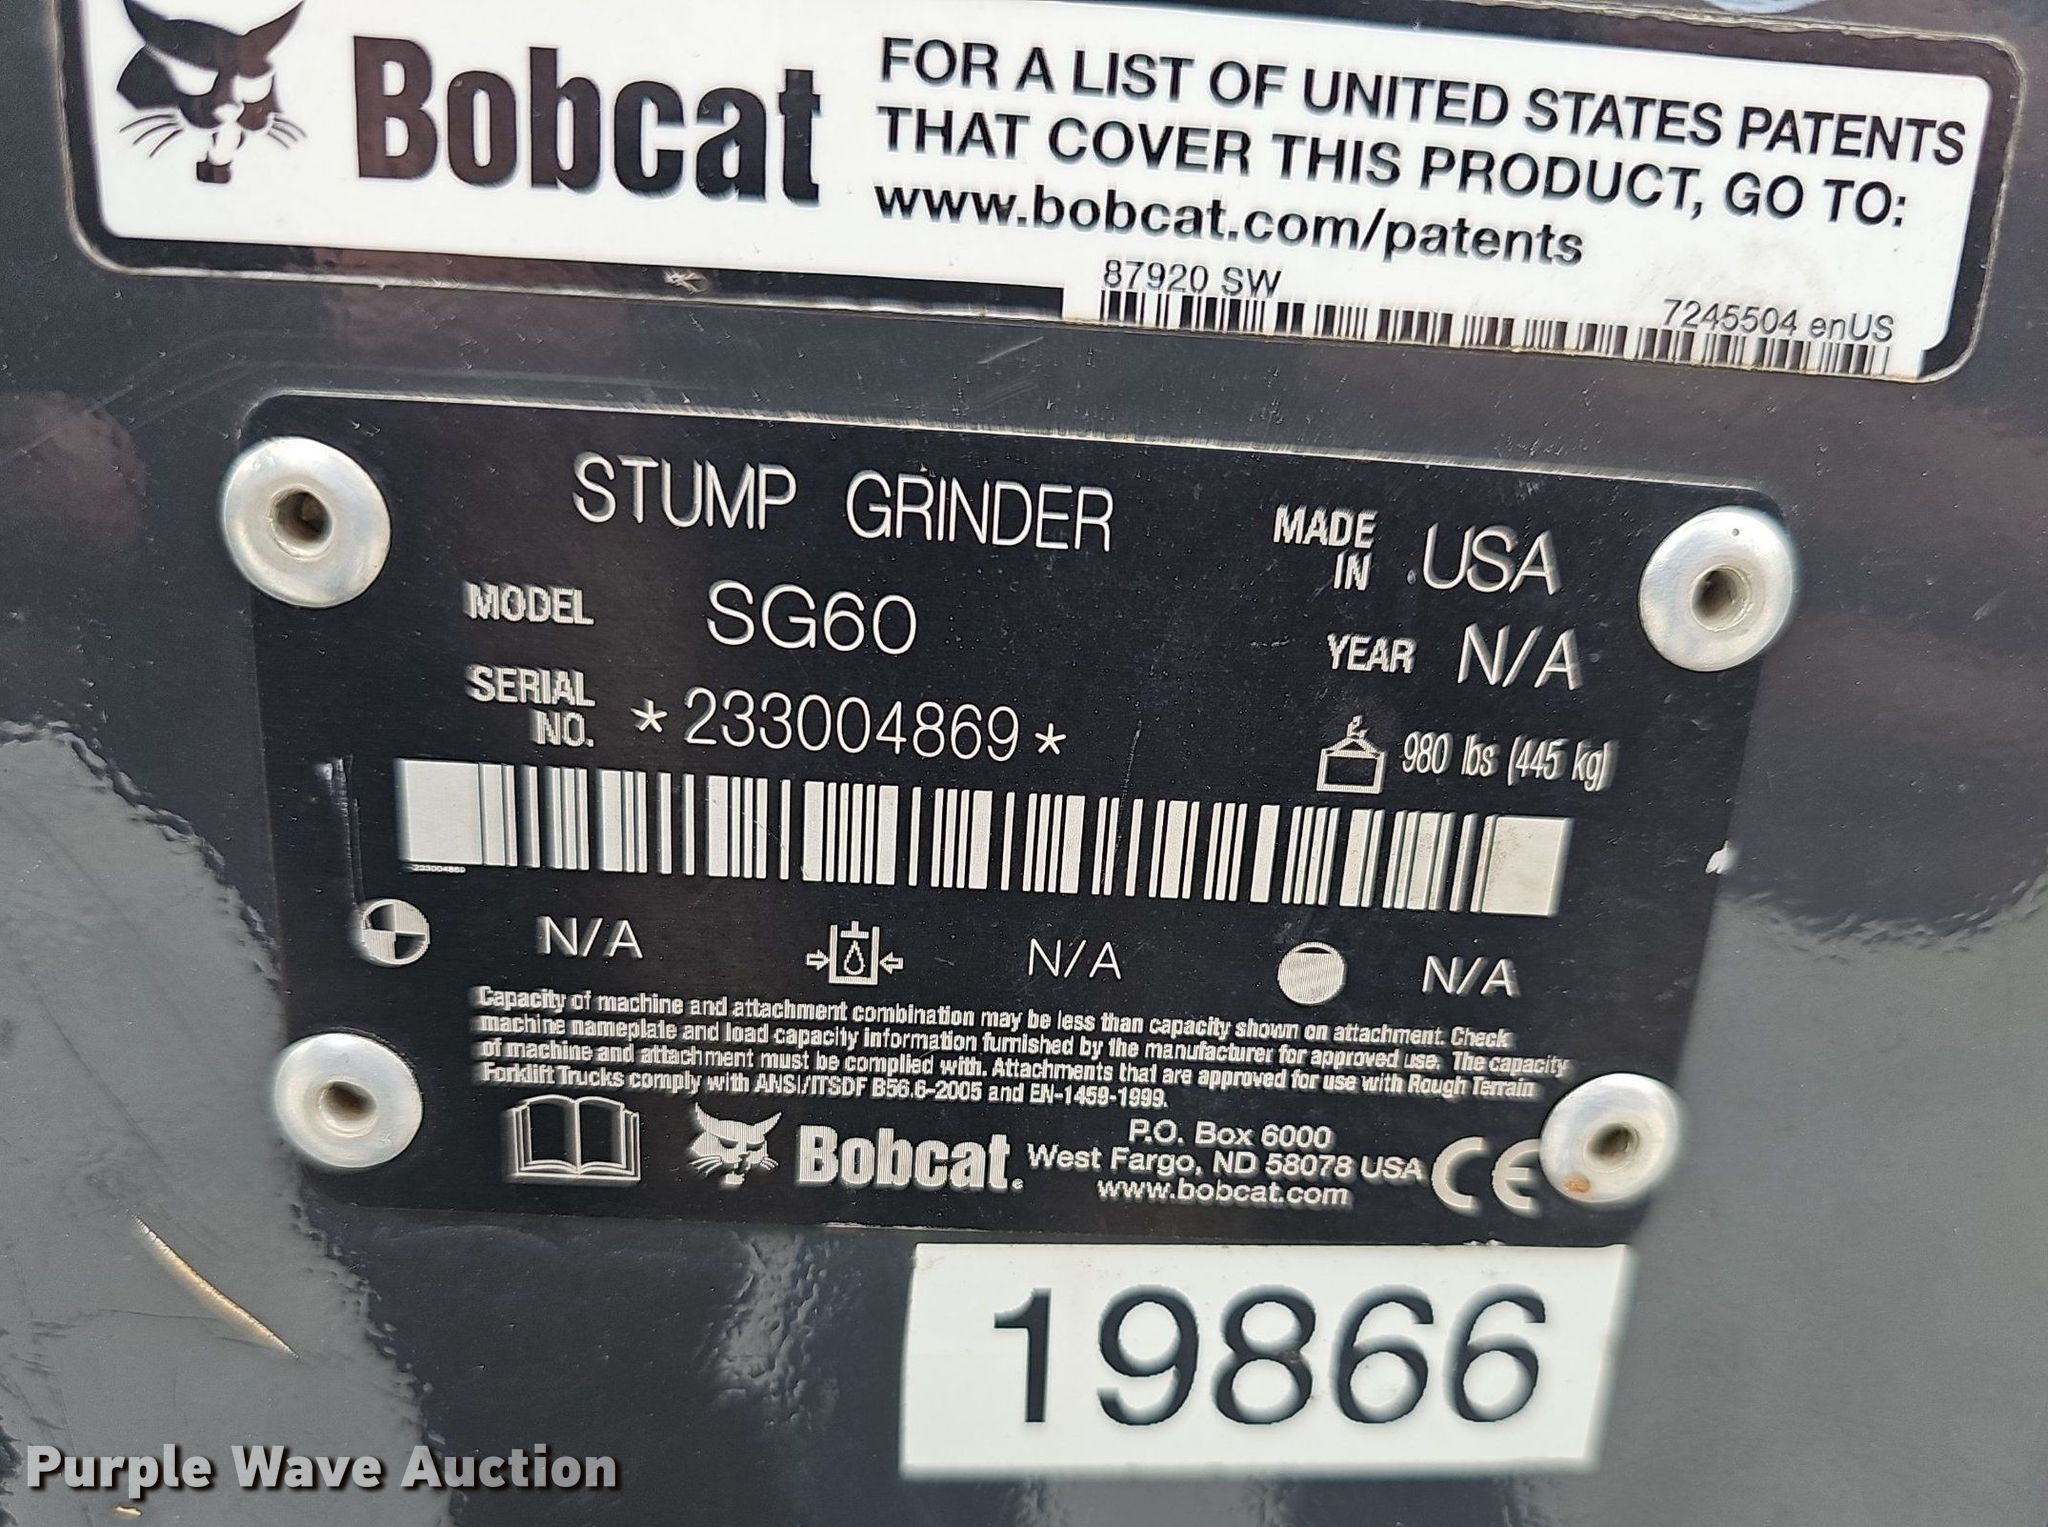 Bobcat
FOR A LIST OF UNITED STATES PATENTS
THAT COVER THIS PRODUCT, GO TO:
www.bobcat.com/patents
87920 SW
7245504 enUS
STUMP GRINDER
MADE IN USA
MODEL SG60
YEAR N/A
SERIAL NO. *233004869*
980 lbs (445 kg)
233004869
N/A N/A N/A
Capacity of machine and attachment combination may be less than capacity shown on attachment. Check
machine nameplate and load capacity information furnished by the manufacturer for approved use. The capacity
of machine and attachment must be complied with. Attachments that are approved for use with Rough Terrain
Forklift Trucks comply with ANSI/ITSDF B56.6-2005 and EN-1459-1999.
Bobcat.
P.O. Box 6000
West Fargo, ND 58078 USA
www.bobcat.com
CE
19866
Purple Wave Auction